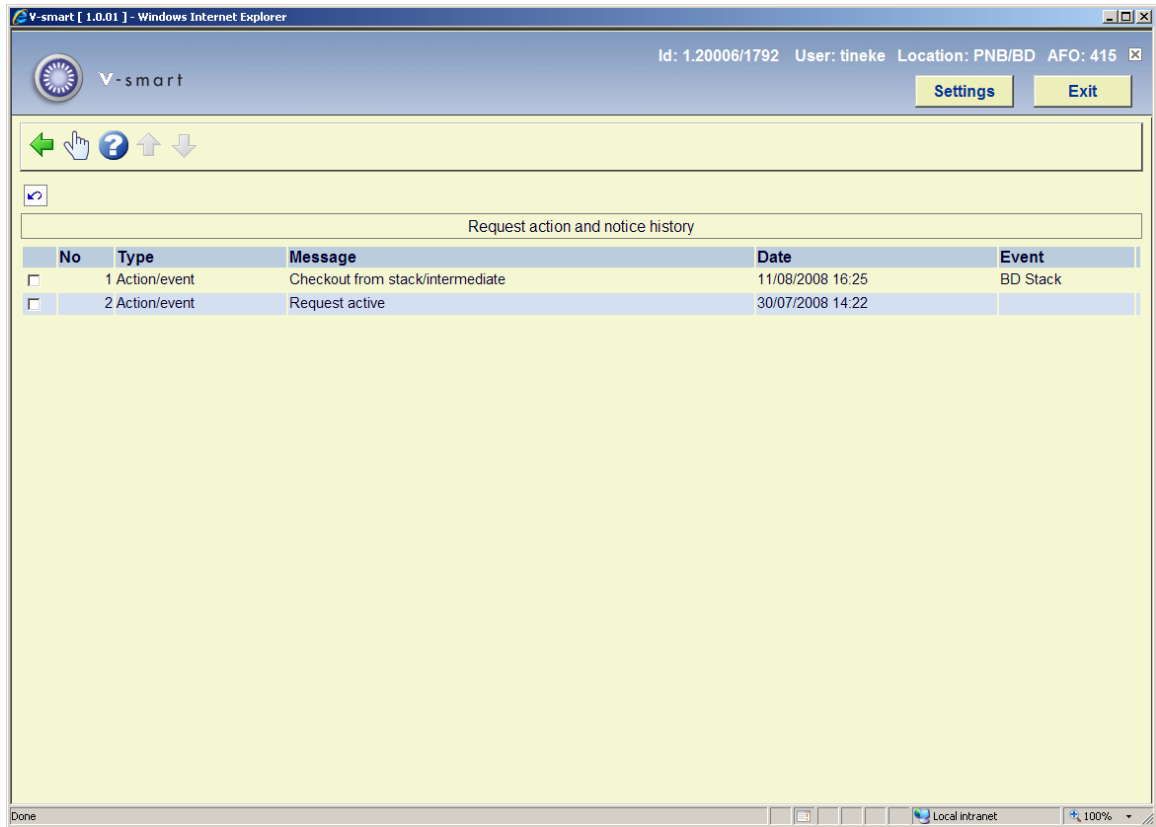 V-smart [ 1.0.01 ] - Windows Internet Explorer
Id: 1.20006/1792 User: tineke Location: PNB/BD AFO: 415
V-smart
Settings Exit
Request action and notice history
No Type Message Date Event
1 Action/event Checkout from stack/intermediate 11/08/2008 16:25 BD Stack
2 Action/event Request active 30/07/2008 14:22
Done Local intranet 100%